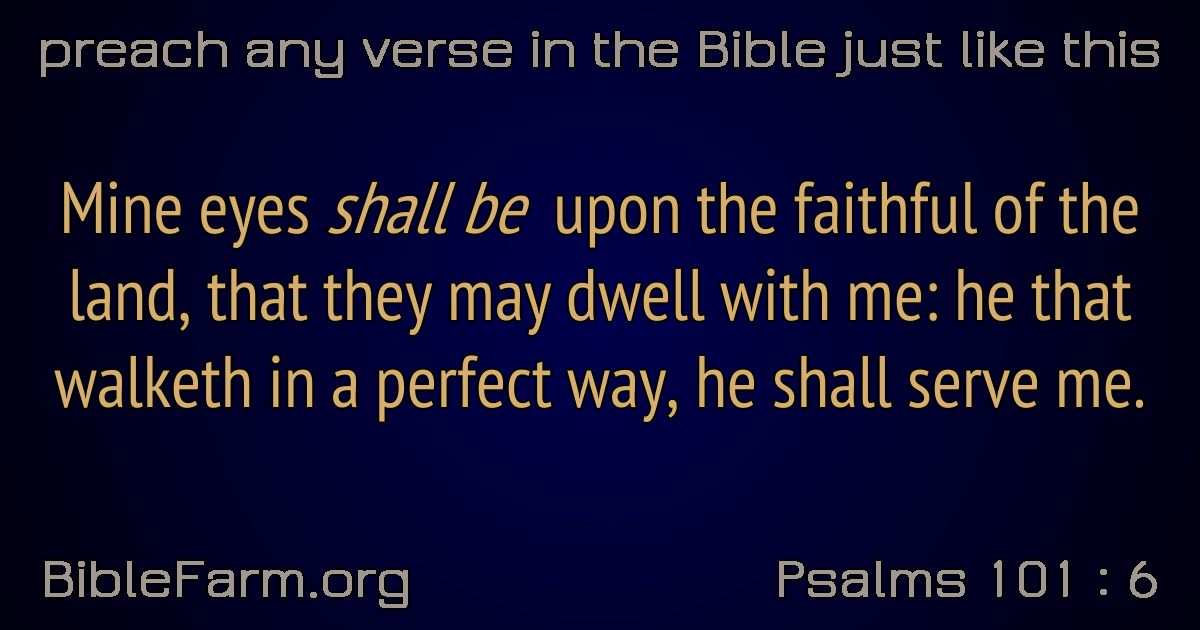 preach any verse in the Bible just like this
Mine eyes shall be upon the faithful of the
land, that they may dwell with me: he that
walketh in a perfect way, he shall serve me.
BibleFarm.org
Psalms 101 : 6